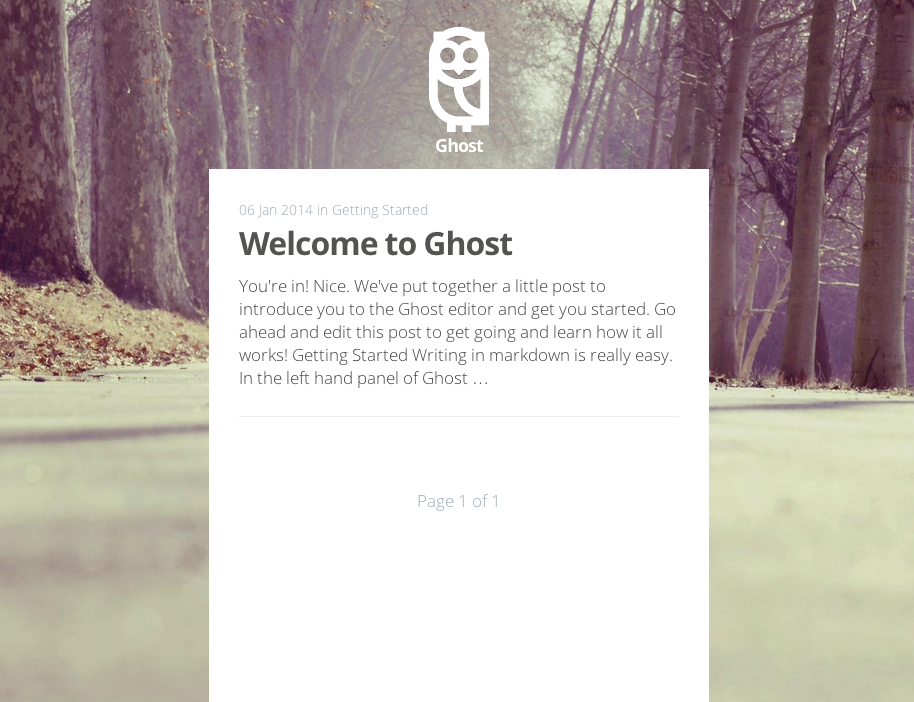 Ghost
06 Jan 2014 in Getting Started
Welcome to Ghost
You're in! Nice. We've put together a little post to
introduce you to the Ghost editor and get you started. Go
ahead and edit this post to get going and learn how it all
works! Getting Started Writing in markdown is really easy.
In the left hand panel of Ghost …
Page 1 of 1